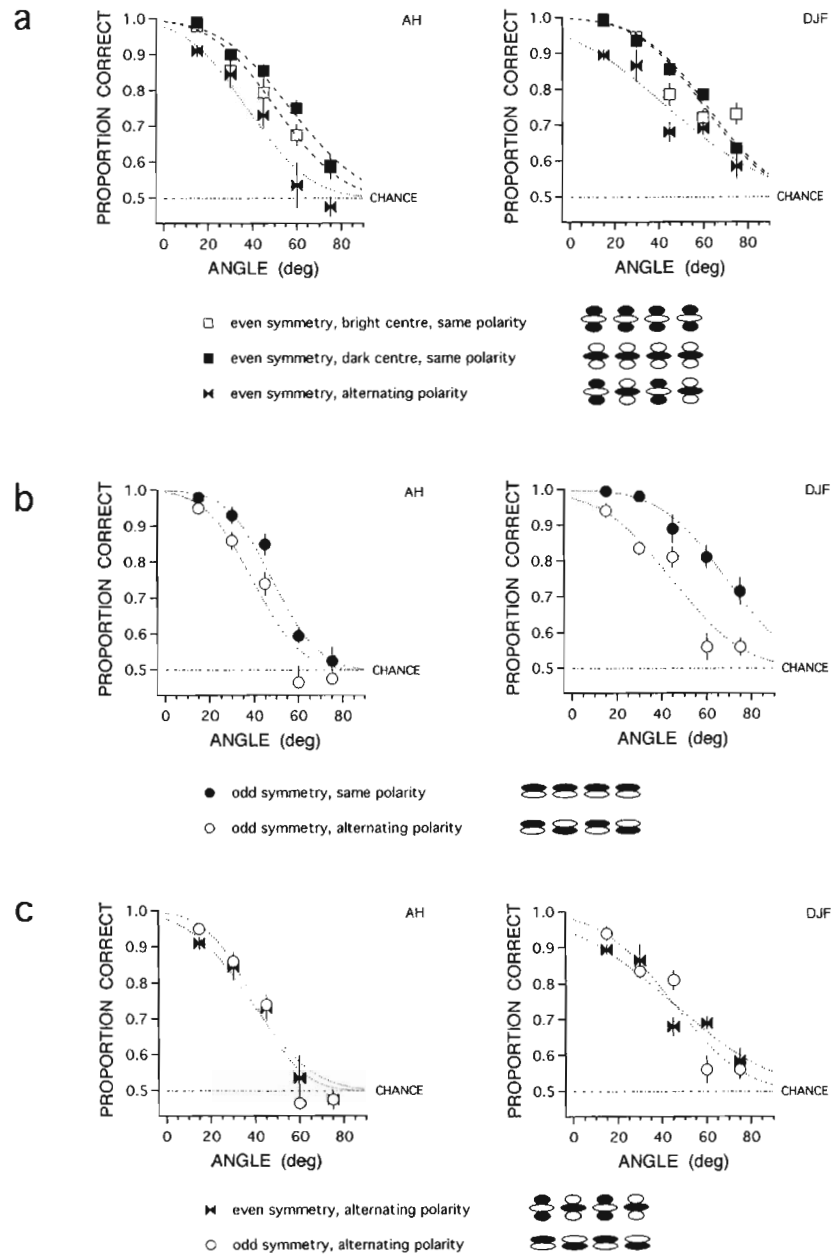 a
AH
DJF
PROPORTION CORRECT
1.0
0.9
0.8
0.7
0.6
0.5
CHANCE
0 20 40 60 80
ANGLE (deg)
PROPORTION CORRECT
1.0
0.9
0.8
0.7
0.6
0.5
CHANCE
0 20 40 60 80
ANGLE (deg)
even symmetry, bright centre, same polarity
even symmetry, dark centre, same polarity
even symmetry, alternating polarity
b
AH
DJF
PROPORTION CORRECT
1.0
0.9
0.8
0.7
0.6
0.5
CHANCE
0 20 40 60 80
ANGLE (deg)
PROPORTION CORRECT
1.0
0.9
0.8
0.7
0.6
0.5
CHANCE
0 20 40 60 80
ANGLE (deg)
odd symmetry, same polarity
odd symmetry, alternating polarity
c
AH
DJF
PROPORTION CORRECT
1.0
0.9
0.8
0.7
0.6
0.5
CHANCE
0 20 40 60 80
ANGLE (deg)
PROPORTION CORRECT
1.0
0.9
0.8
0.7
0.6
0.5
CHANCE
0 20 40 60 80
ANGLE (deg)
even symmetry, alternating polarity
odd symmetry, alternating polarity